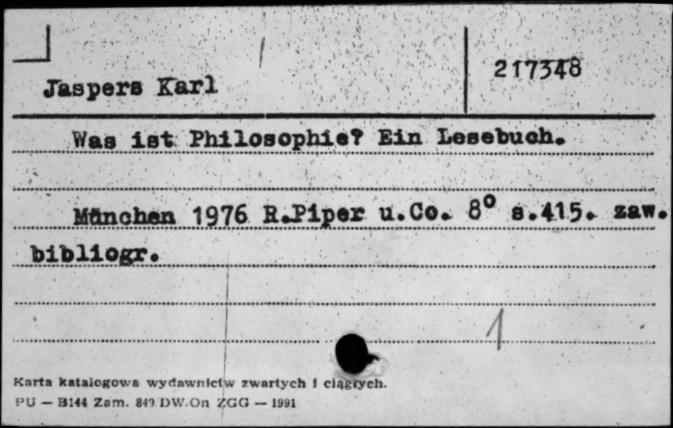 217348
Jaspers Karl
Was ist Philosophie? Ein Lesebuch.
München 1976 R.Piper u.Co. 8° s.415. zaw.
bibliogr.
1
Karta katalogowa wydawnictw zwartych i ciągłych.
PU — B144 Zam. 849 DW.On ZGG — 1991